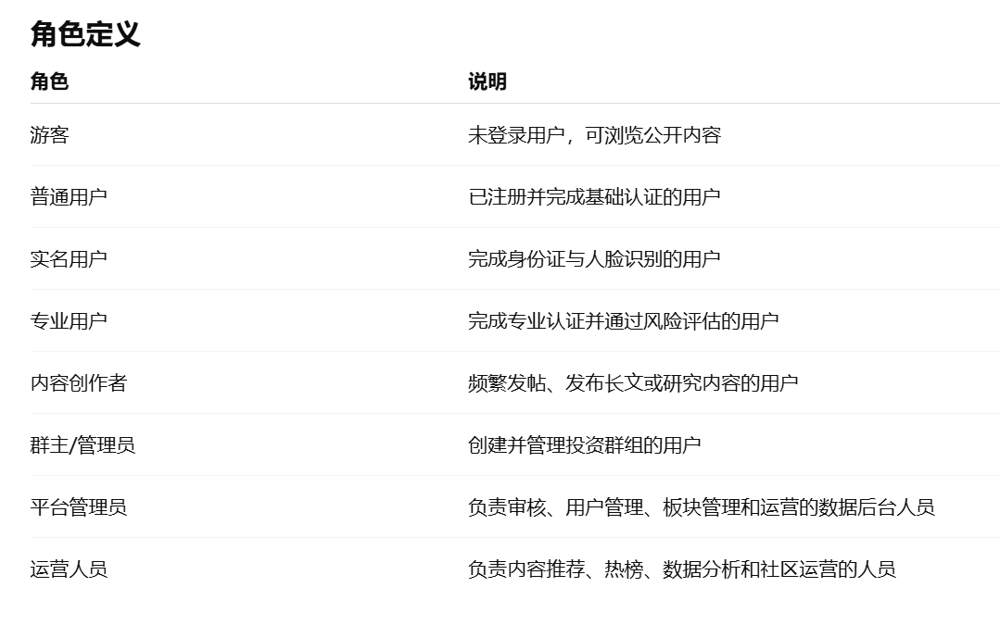 角色定义
角色 说明
游客 未登录用户，可浏览公开内容
普通用户 已注册并完成基础认证的用户
实名用户 完成身份证与人脸识别的用户
专业用户 完成专业认证并通过风险评估的用户
内容创作者 频繁发帖、发布长文或研究内容的用户
群主/管理员 创建并管理投资群组的用户
平台管理员 负责审核、用户管理、板块管理和运营的数据后台人员
运营人员 负责内容推荐、热榜、数据分析和社区运营的人员